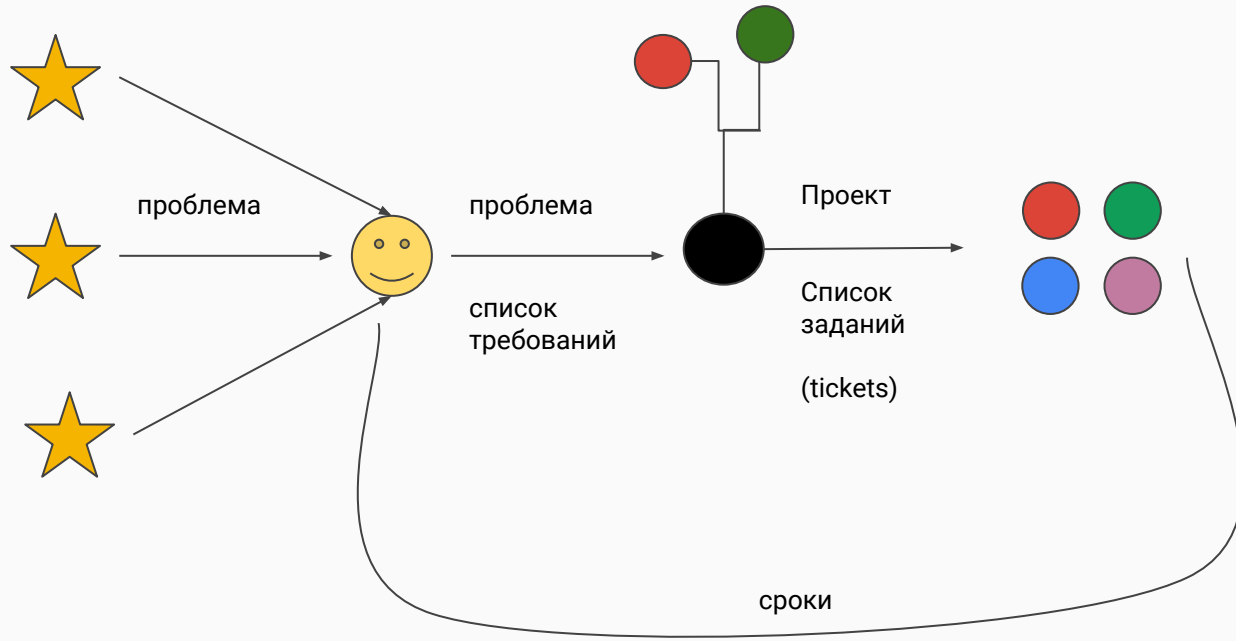 проблема
проблема
список
требований
Проект
Список
заданий
(tickets)
сроки